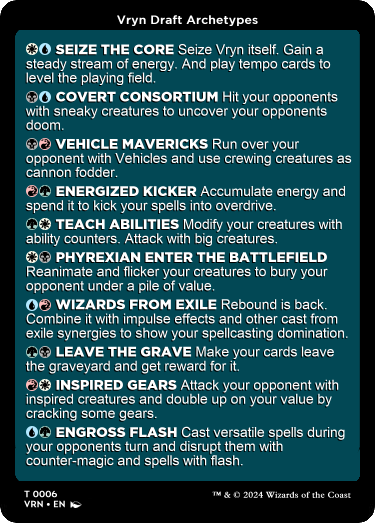 Vryn Draft Archetypes
SEIZE THE CORE Seize Vryn itself. Gain a
steady stream of energy. And play tempo cards to
level the playing field.
COVERT CONSORTIUM Hit your opponents
with sneaky creatures to uncover your opponents
doom.
VEHICLE MAVERICKS Run over your
opponent with Vehicles and use crewing creatures as
cannon fodder.
ENERGIZED KICKER Accumulate energy and
spend it to kick your spells into overdrive.
TEACH ABILITIES Modify your creatures with
ability counters. Attack with big creatures.
PHYREXIAN ENTER THE BATTLEFIELD
Reanimate and flicker your creatures to bury your
opponent under a pile of value.
WIZARDS FROM EXILE Rebound is back.
Combine it with impulse effects and other cast from
exile synergies to show your spellcasting domination.
LEAVE THE GRAVE Make your cards leave
the graveyard and get reward for it.
INSPIRED GEARS Attack your opponent with
inspired creatures and double up on your value by
cracking some gears.
ENGROSS FLASH Cast versatile spells during
your opponents turn and disrupt them with
counter-magic and spells with flash.
T 0006
VRN • EN
™ & © 2024 Wizards of the Coast